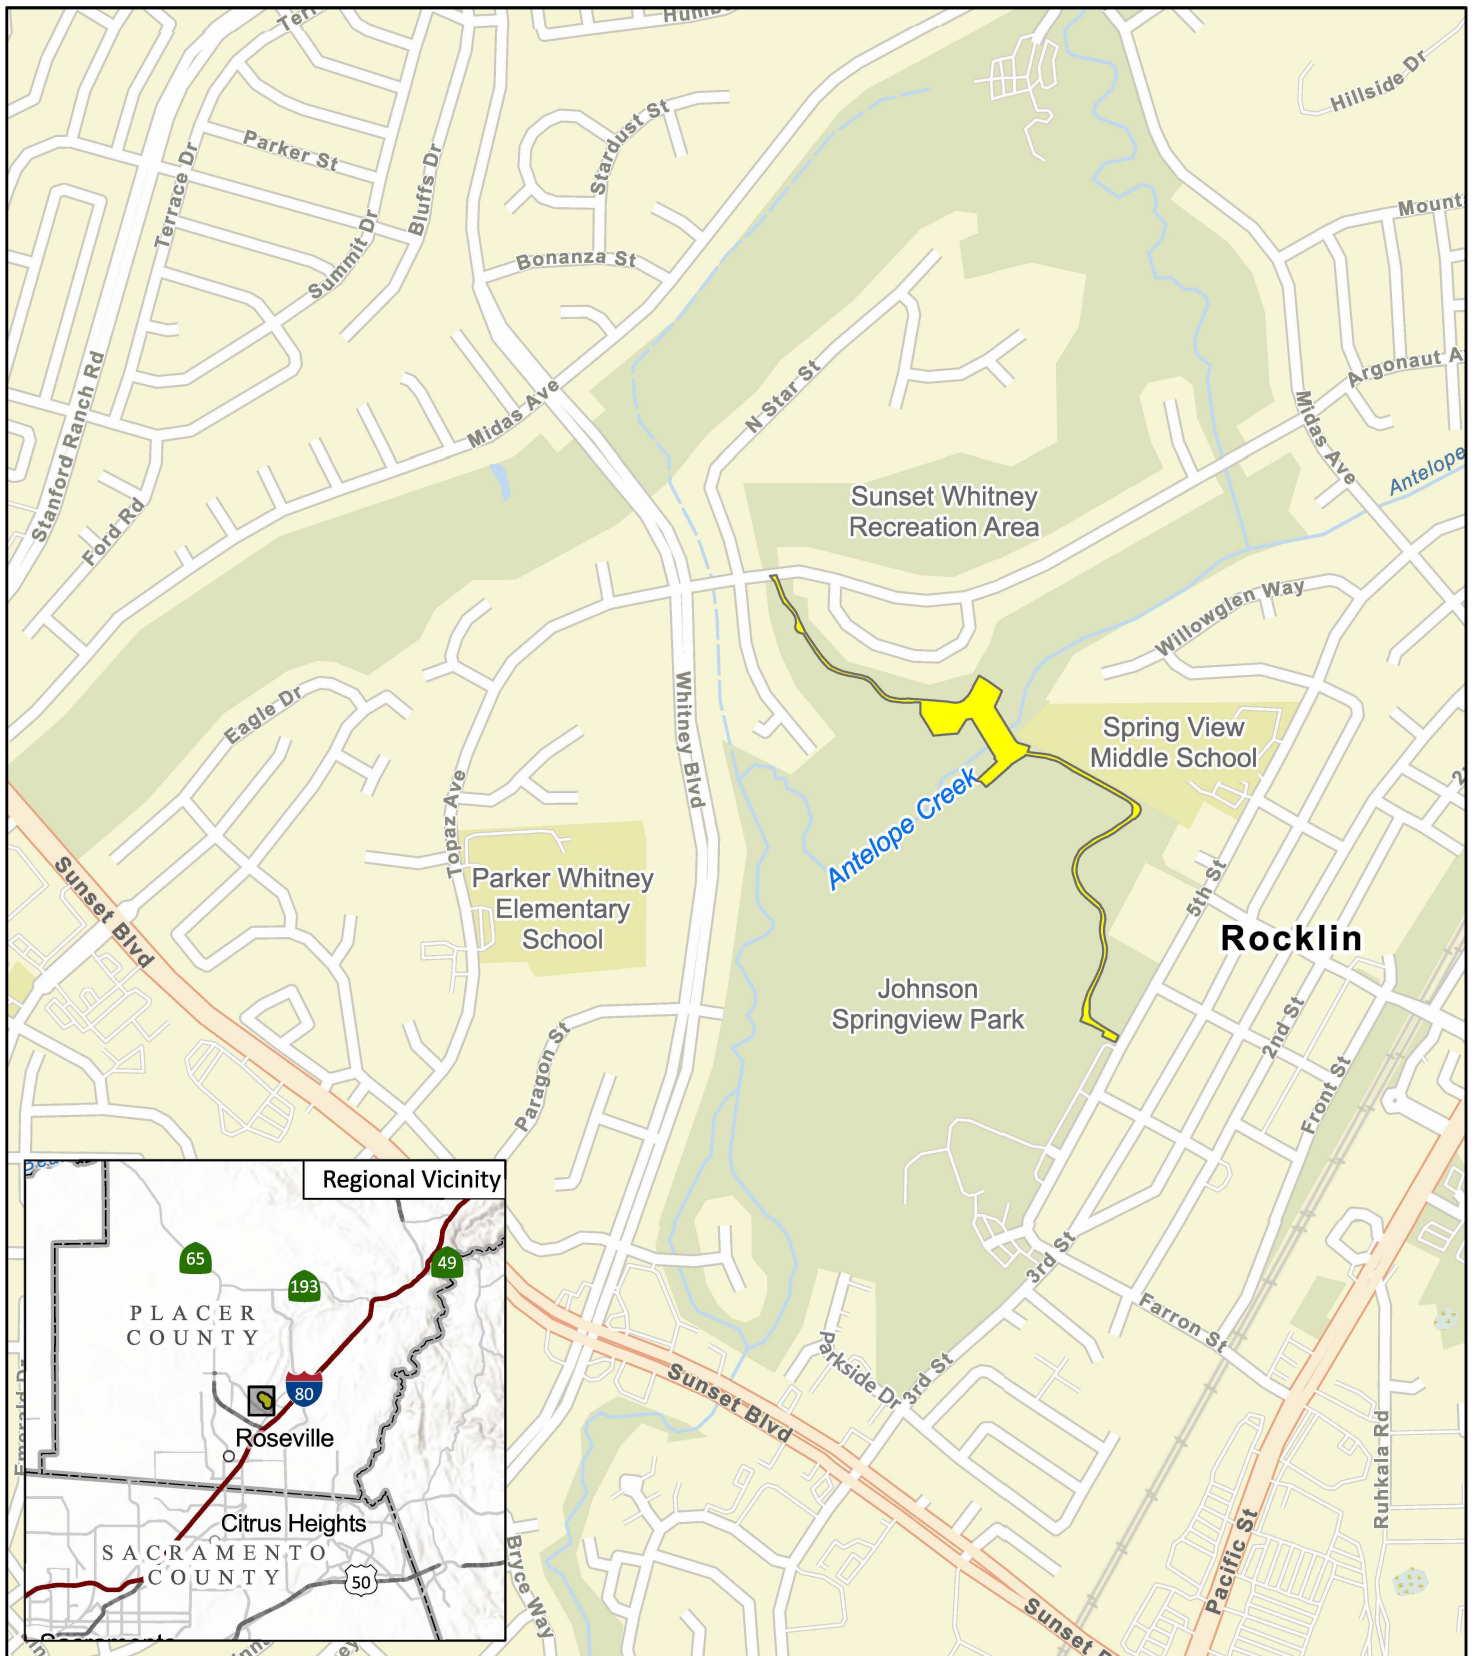 Terrace Dr
Parker St
Bluffs Dr
Summit Dr
Stardust St
Bonanza St
Hillside Dr
Argonaut A
Midas Ave
Antelope
Stanford Ranch Rd
Ford Rd
Midas Ave
N Star St
Sunset Whitney
Recreation Area
Willowglen Way
Eagle Dr
Whitney Blvd
Topaz Ave
Spring View
Middle School
Antelope Creek
Sunset Blvd
Parker Whitney
Elementary
School
5th St
Rocklin
Johnson
Springview Park
2nd St
Front St
Paragon St
3rd St
Farron St
Parkside Dr
3rd St
Sunset Blvd
Ruhkala Rd
Pacific St
Bryce Way
Sunset
Emerald Dr
Regional Vicinity
65
193
49
PLACER
COUNTY
80
Roseville
Citrus Heights
SACRAMENTO
COUNTY
50